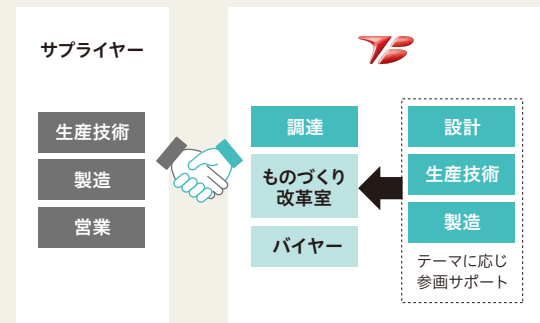 サプライヤー
生産技術
製造
営業
TB
調達
ものづくり
改革室
バイヤー
設計
生産技術
製造
テーマに応じ
参画サポート